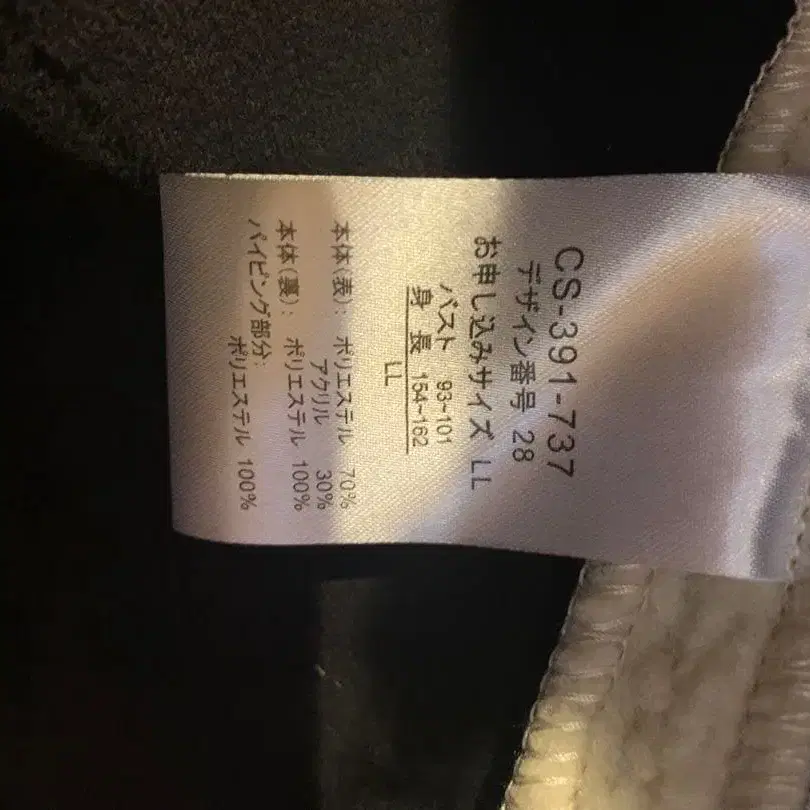 CS-391-737
デザイン番号 28
お申し込みサイズ LL
バスト 93~101
身長 154~162
LL
本体(表): ポリエステル 70%
アクリル 30%
本体(裏): ポリエステル 100%
パイピング部分:
ポリエステル 100%